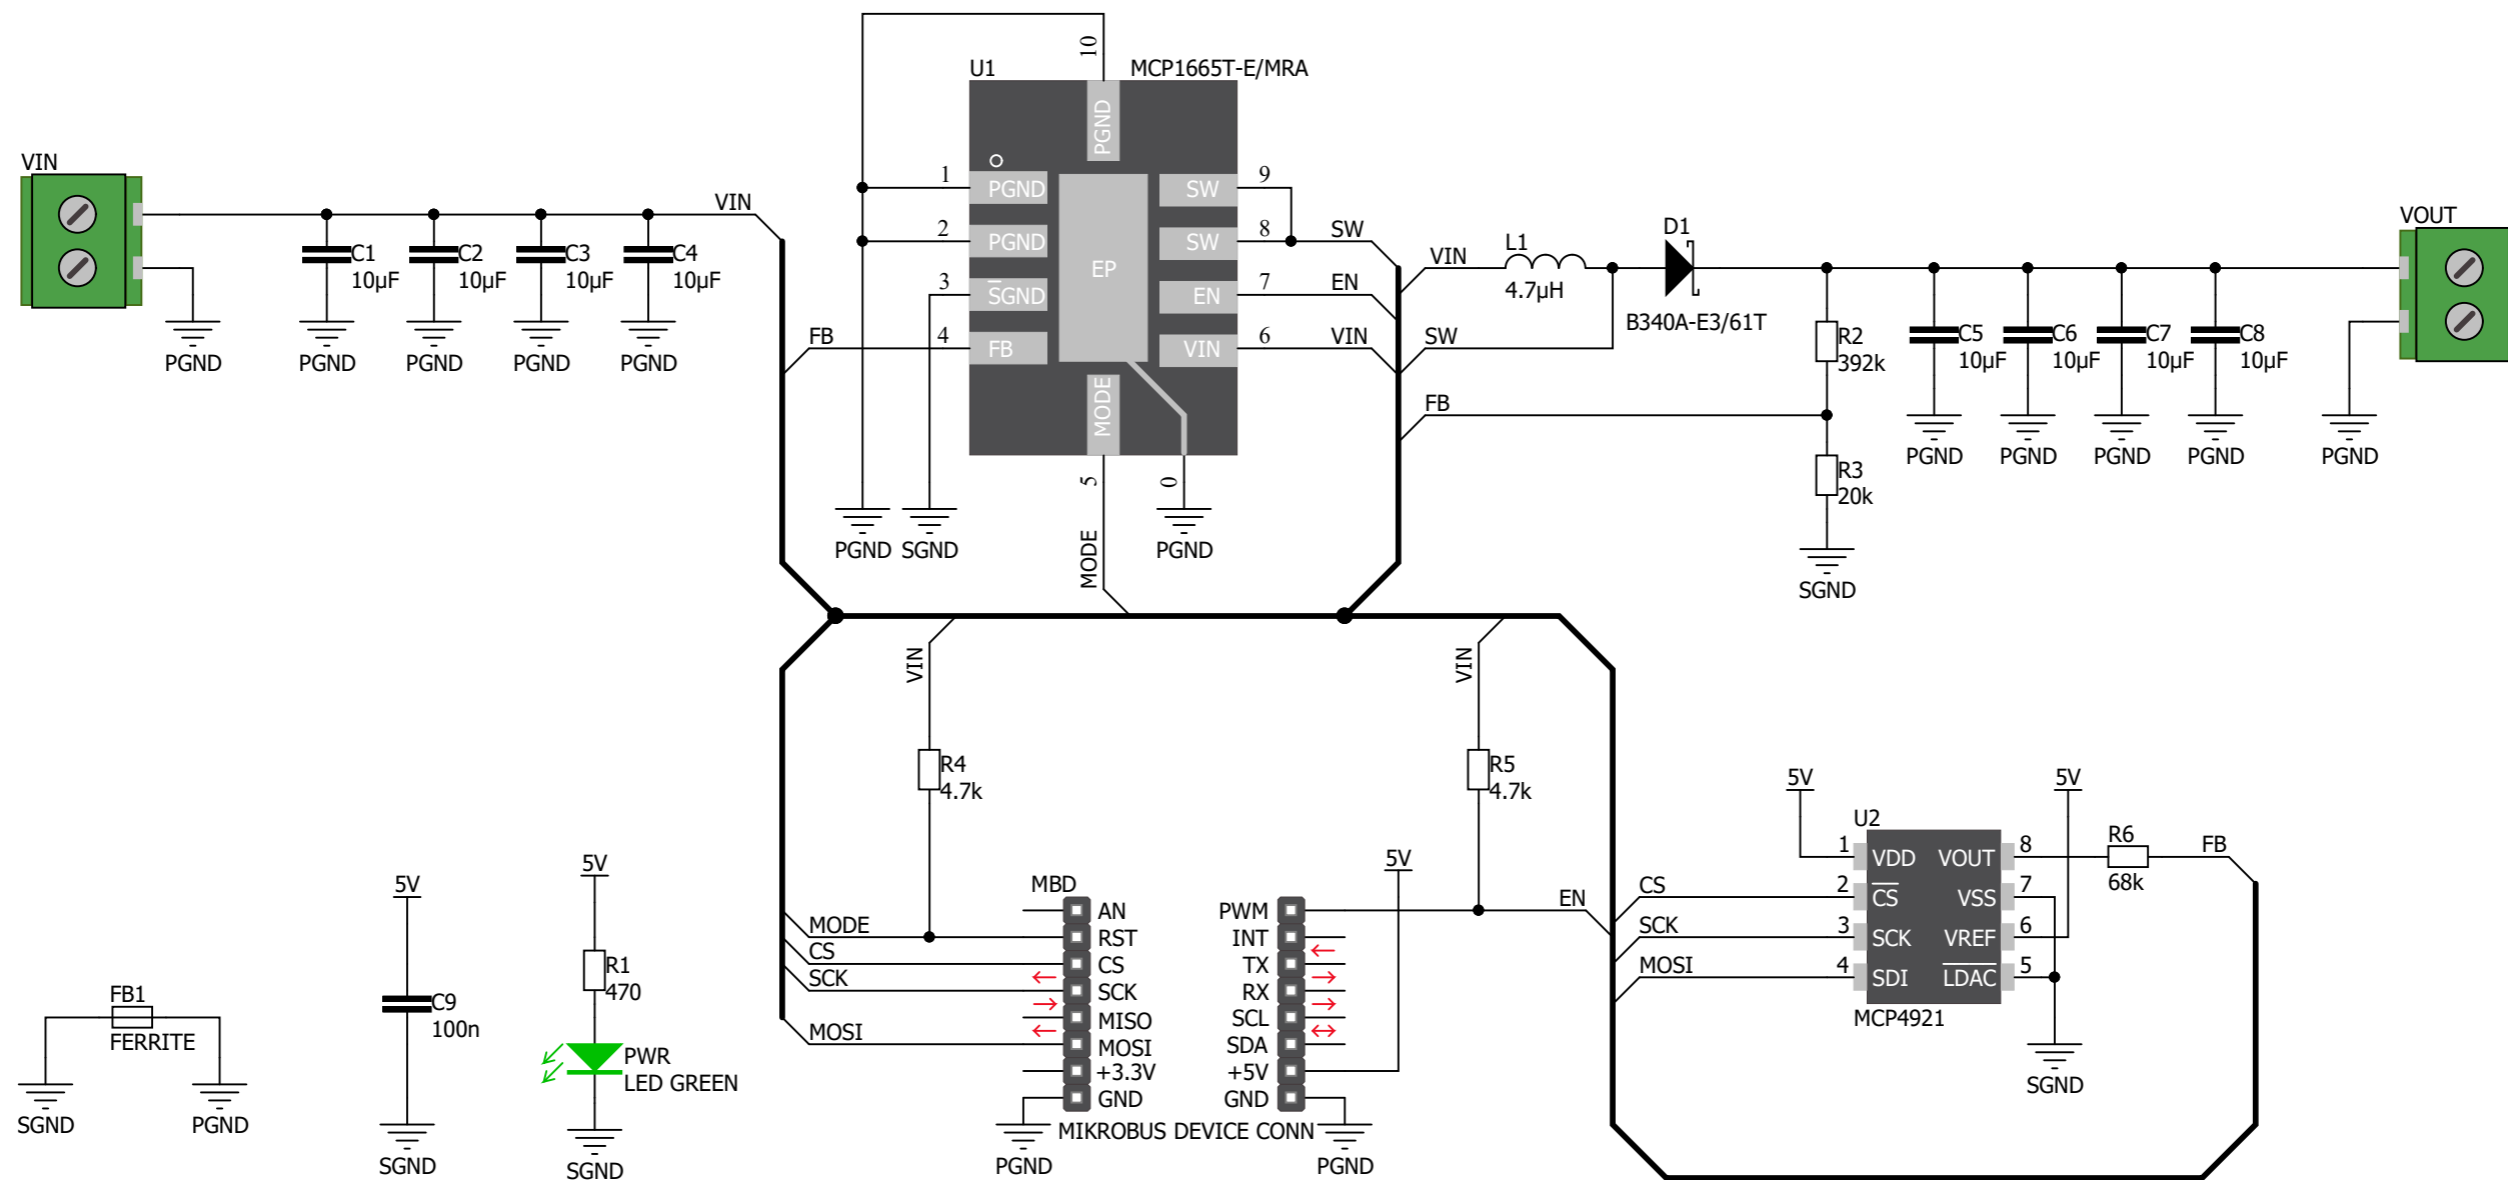 VIN
VIN
C1
10µF
C2
10µF
C3
10µF
C4
10µF
PGND
PGND
PGND
PGND
PGND
FB
U1
MCP1665T-E/MRA
10
PGND
1
PGND
2
PGND
3
SGND
4
FB
EP
SW
9
SW
8
EN
7
VIN
6
MODE
5
0
SW
EN
VIN
PGND
SGND
PGND
MODE
VIN
L1
4.7µH
D1
B340A-E3/61T
SW
FB
R2
392k
R3
20k
SGND
C5
10µF
C6
10µF
C7
10µF
C8
10µF
PGND
PGND
PGND
PGND
PGND
VOUT
VIN
R4
4.7k
VIN
R5
4.7k
MODE
CS
SCK
MOSI
MBD
AN
RST
CS
SCK
MISO
MOSI
+3.3V
GND
PWM
INT
TX
RX
SCL
SDA
+5V
GND
MIKROBUS DEVICE CONN
PGND
PGND
5V
EN
5V
5V
U2
1
VDD
2
CS
3
SCK
4
SDI
VOUT
8
VSS
7
VREF
6
LDAC
5
MCP4921
CS
SCK
MOSI
R6
68k
FB
SGND
FB1
FERRITE
SGND
PGND
5V
C9
100n
SGND
5V
R1
470
PWR
LED GREEN
SGND